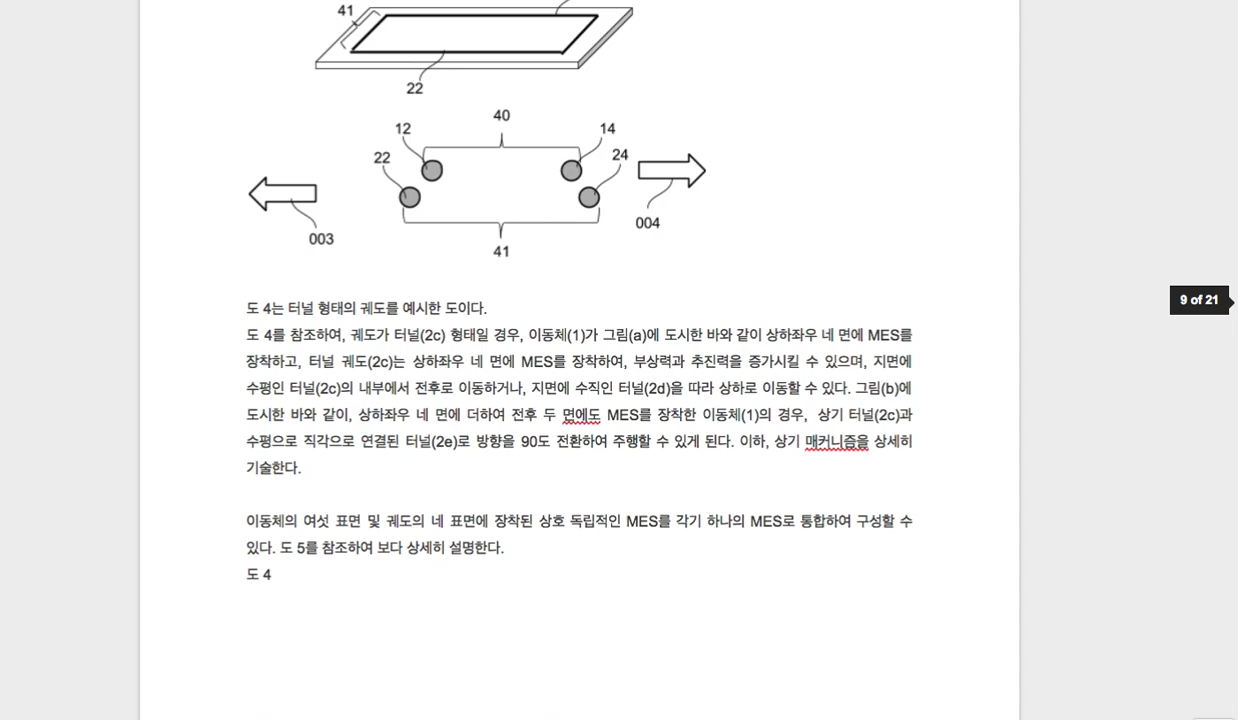 41
22
40
12
14
22
24
003
004
41
도 4는 터널 형태의 궤도를 예시한 도이다.
도 4를 참조하여, 궤도가 터널(2c) 형태일 경우, 이동체(1)가 그림(a)에 도시한 바와 같이 상하좌우 네 면에 MES를
장착하고, 터널 궤도(2c)는 상하좌우 네 면에 MES를 장착하여, 부상력과 추진력을 증가시킬 수 있으며, 지면에
수평인 터널(2c)의 내부에서 전후로 이동하거나, 지면에 수직인 터널(2d)을 따라 상하로 이동할 수 있다. 그림(b)에
도시한 바와 같이, 상하좌우 네 면에 더하여 전후 두 면에도 MES를 장착한 이동체(1)의 경우, 상기 터널(2c)과
수평으로 직각으로 연결된 터널(2e)로 방향을 90도 전환하여 주행할 수 있게 된다. 이하, 상기 매커니즘을 상세히
기술한다.
이동체의 여섯 표면 및 궤도의 네 표면에 장착된 상호 독립적인 MES를 각기 하나의 MES로 통합하여 구성할 수
있다. 도 5를 참조하여 보다 상세히 설명한다.
도 4
9 of 21